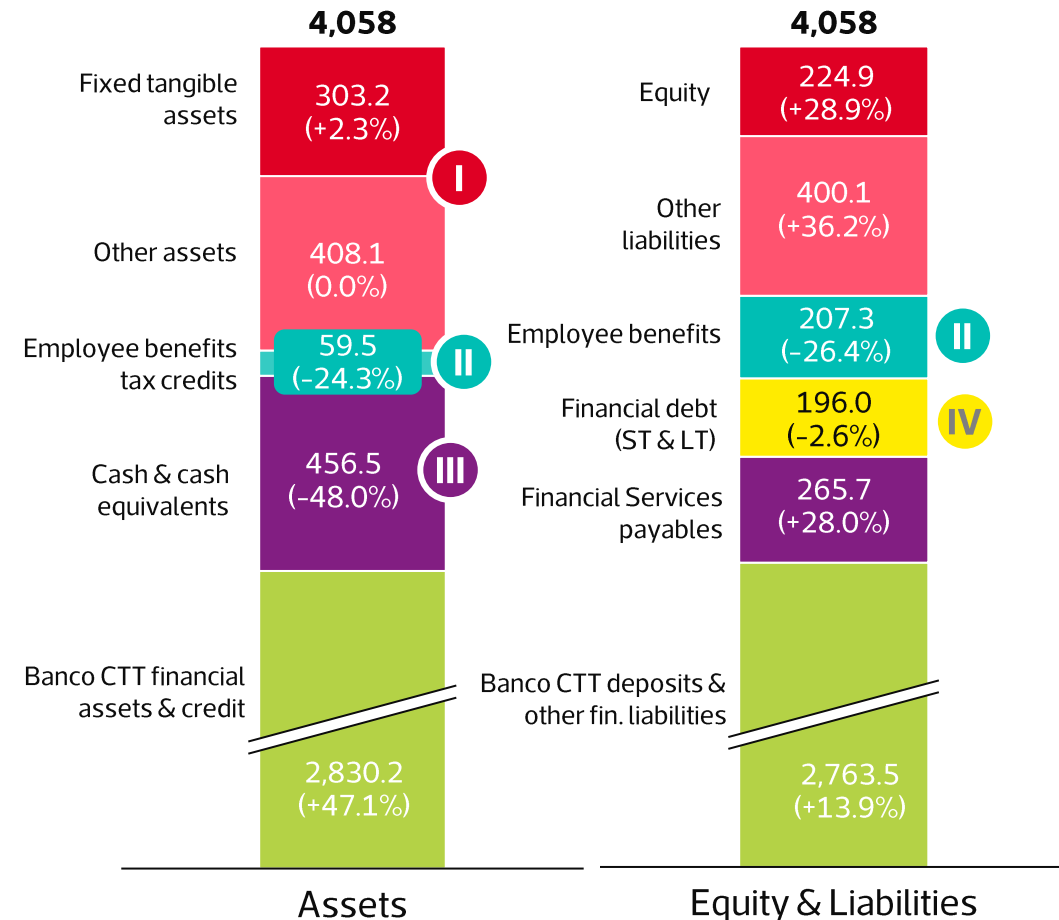 4,058
Fixed tangible
assets
303.2
(+2.3%)
I
Other assets
408.1
(0.0%)
Employee benefits
tax credits
59.5
(-24.3%)
II
Cash & cash
equivalents
456.5
(-48.0%)
III
Banco CTT financial
assets & credit
2,830.2
(+47.1%)
Assets
4,058
Equity
224.9
(+28.9%)
Other
liabilities
400.1
(+36.2%)
Employee benefits
207.3
(-26.4%)
II
Financial debt
(ST & LT)
196.0
(-2.6%)
IV
Financial Services
payables
265.7
(+28.0%)
Banco CTT deposits &
other fin. liabilities
2,763.5
(+13.9%)
Equity & Liabilities